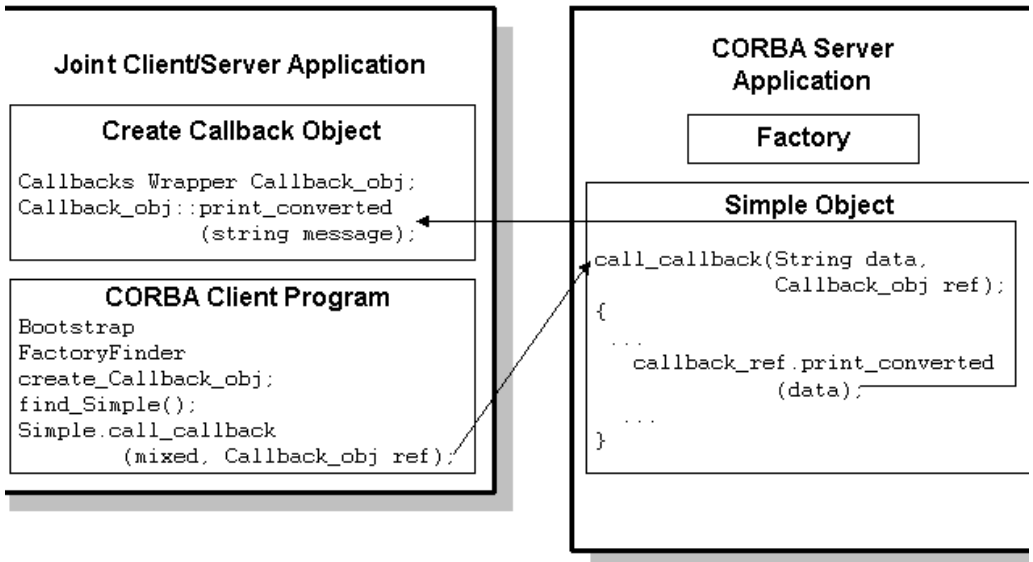 Joint Client/Server Application
Create Callback Object
Callbacks Wrapper Callback_obj;
Callback_obj::print_converted
(string message);
CORBA Client Program
Bootstrap
FactoryFinder
create_Callback_obj;
find_Simple();
Simple.call_callback
(mixed, Callback_obj ref);
CORBA Server
Application
Factory
Simple Object
call_callback(String data,
Callback_obj ref);
{
...
callback_ref.print_converted
(data);
...
}